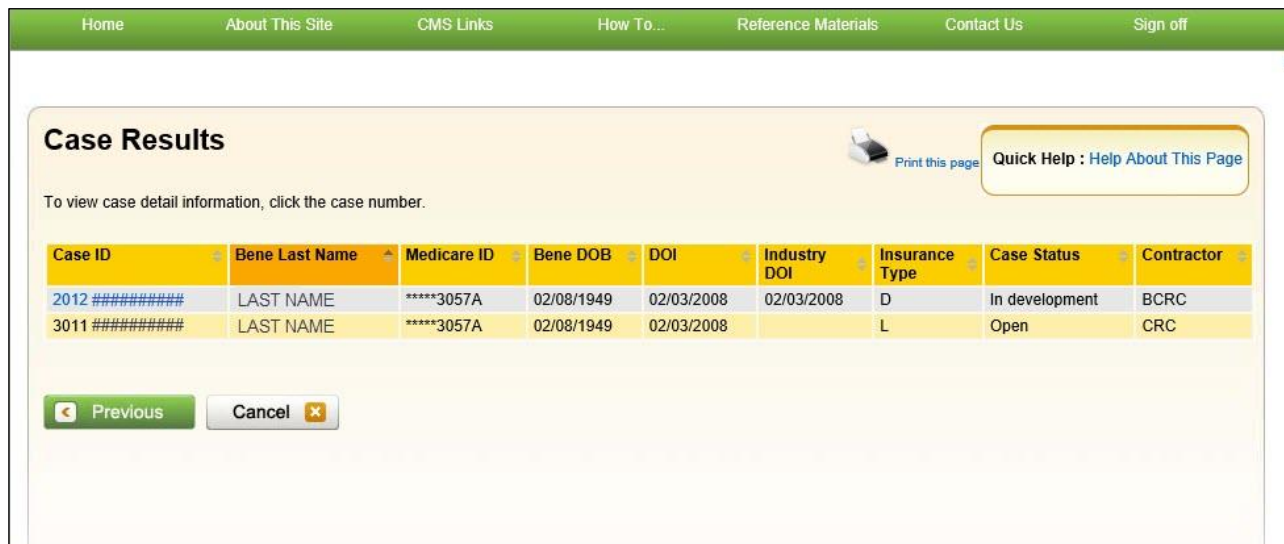 Home About This Site CMS Links How To... Reference Materials Contact Us Sign off
Case Results
Print this page
Quick Help : Help About This Page
To view case detail information, click the case number.
Case ID Bene Last Name Medicare ID Bene DOB DOI Industry DOI Insurance Type Case Status Contractor
2012 ########## LAST NAME *****3057A 02/08/1949 02/03/2008 02/03/2008 D In development BCRC
3011 ########## LAST NAME *****3057A 02/08/1949 02/03/2008 L Open CRC
Previous Cancel